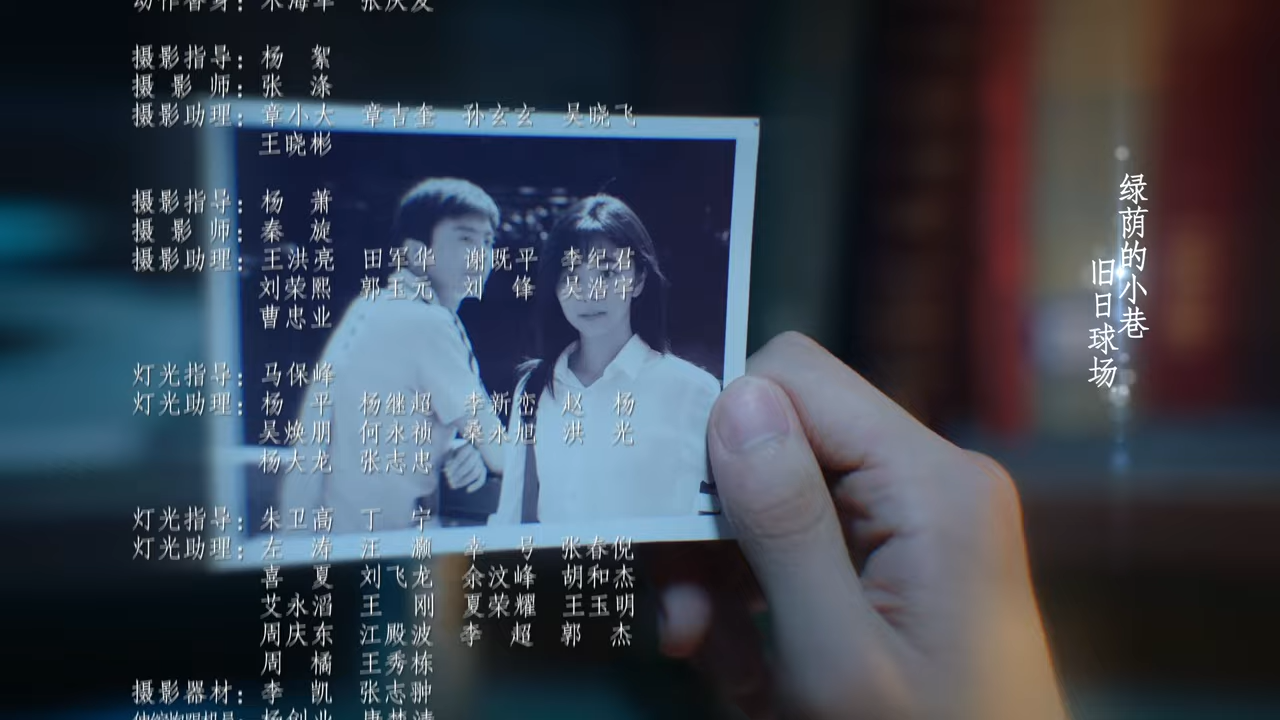 摄影指导：杨 絮
摄影师：张 涤
摄影助理：章小大 章吉奎 孙玄玄 吴晓飞
王晓彬
摄影指导：杨 萧
摄影师：秦 旋
摄影助理：王洪亮 田军华 谢既平 李纪君
刘荣熙 郭玉元 刘 锋 吴浩宇
曹忠业
灯光指导：马保峰
灯光助理：杨 平 杨继超 李新峦 赵 杨
吴焕朋 何永祯 桑永旭 洪 光
杨大龙 张志忠
灯光指导：朱卫高 丁 宁
灯光助理：左 涛 汪 濒 幸 号 张春倪
喜 夏 刘飞龙 余汶峰 胡和杰
艾永滔 王 刚 夏荣耀 王玉明
周庆东 江殿波 李 超 郭 杰
周 橘 王秀栋
摄影器材：李 凯 张志翀
绿荫的小巷
旧日球场